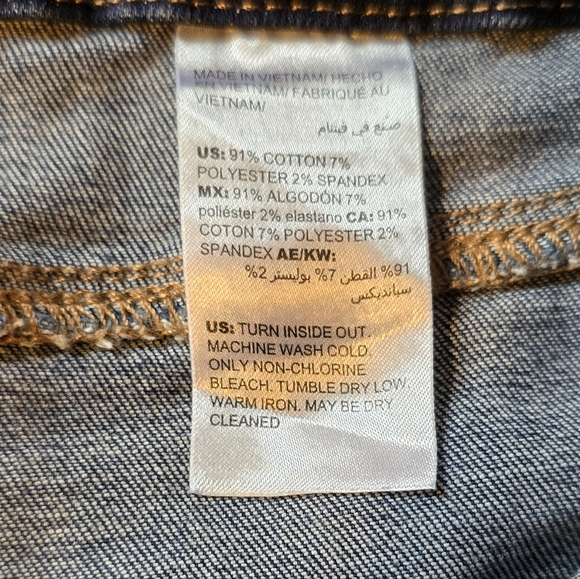 MADE IN VIETNAM/ HECHO
EN VIETNAM/ FABRIQUÉ AU
VIETNAM/
صنع في فيتنام
US: 91% COTTON 7%
POLYESTER 2% SPANDEX
MX: 91% ALGODÓN 7%
poliéster 2% elastano CA: 91%
COTON 7% POLYESTER 2%
SPANDEX AE/KW:
91% القطن 7% بوليستر 2%
سبانديكس
US: TURN INSIDE OUT.
MACHINE WASH COLD.
ONLY NON-CHLORINE
BLEACH. TUMBLE DRY LOW.
WARM IRON. MAY BE DRY
CLEANED